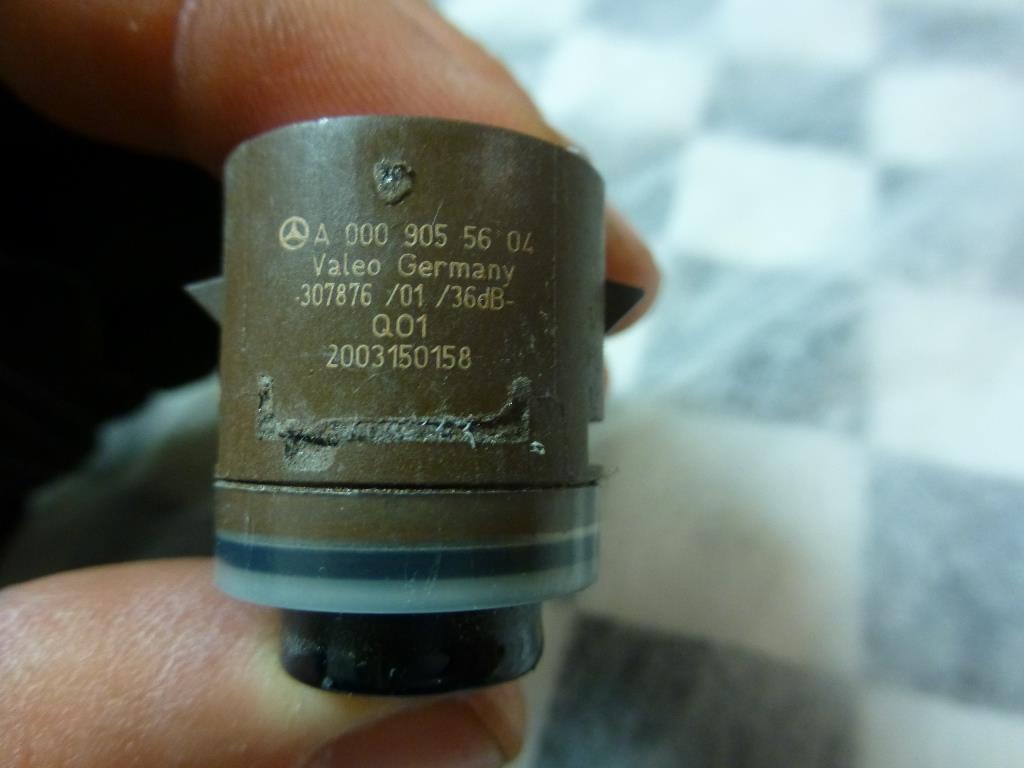 A 000 905 56 04
Valeo Germany
-307876 /01 /36dB-
Q01
2003150158